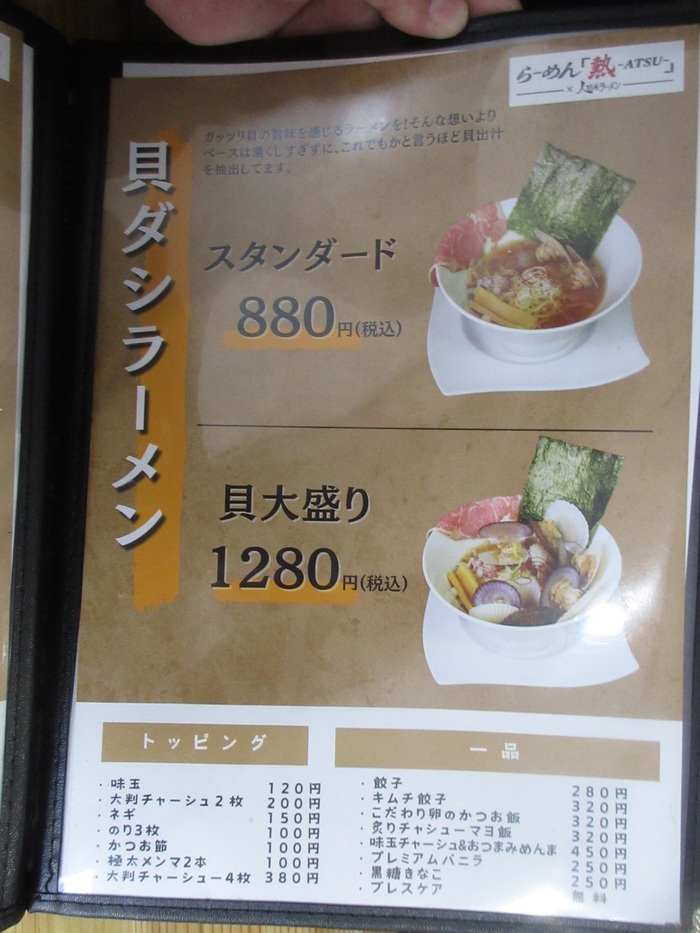 らーめん「熱-ATSU-」
×人類みなラーメン
ガッツリ貝の旨味を感じるラーメンを!そんな想いより
ベースは濃くしすぎずに、これでもかと言うほど貝出汁
を抽出してます。
貝ダシラーメン
スタンダード
880円(税込)
貝大盛り
1280円(税込)
トッピング
・味玉 120円
・大判チャーシュ2枚 200円
・ネギ 150円
・のり3枚 100円
・かつお節 100円
・極太メンマ2本 100円
・大判チャーシュー4枚 380円
一品
・餃子 280円
・キムチ餃子 320円
・こだわり卵のかつお飯 320円
・炙りチャシューマヨ飯 320円
・味玉チャーシュ&おつまみめんま 450円
・プレミアムバニラ 250円
・黒糖きなこ 250円
・ブレスケア 無料